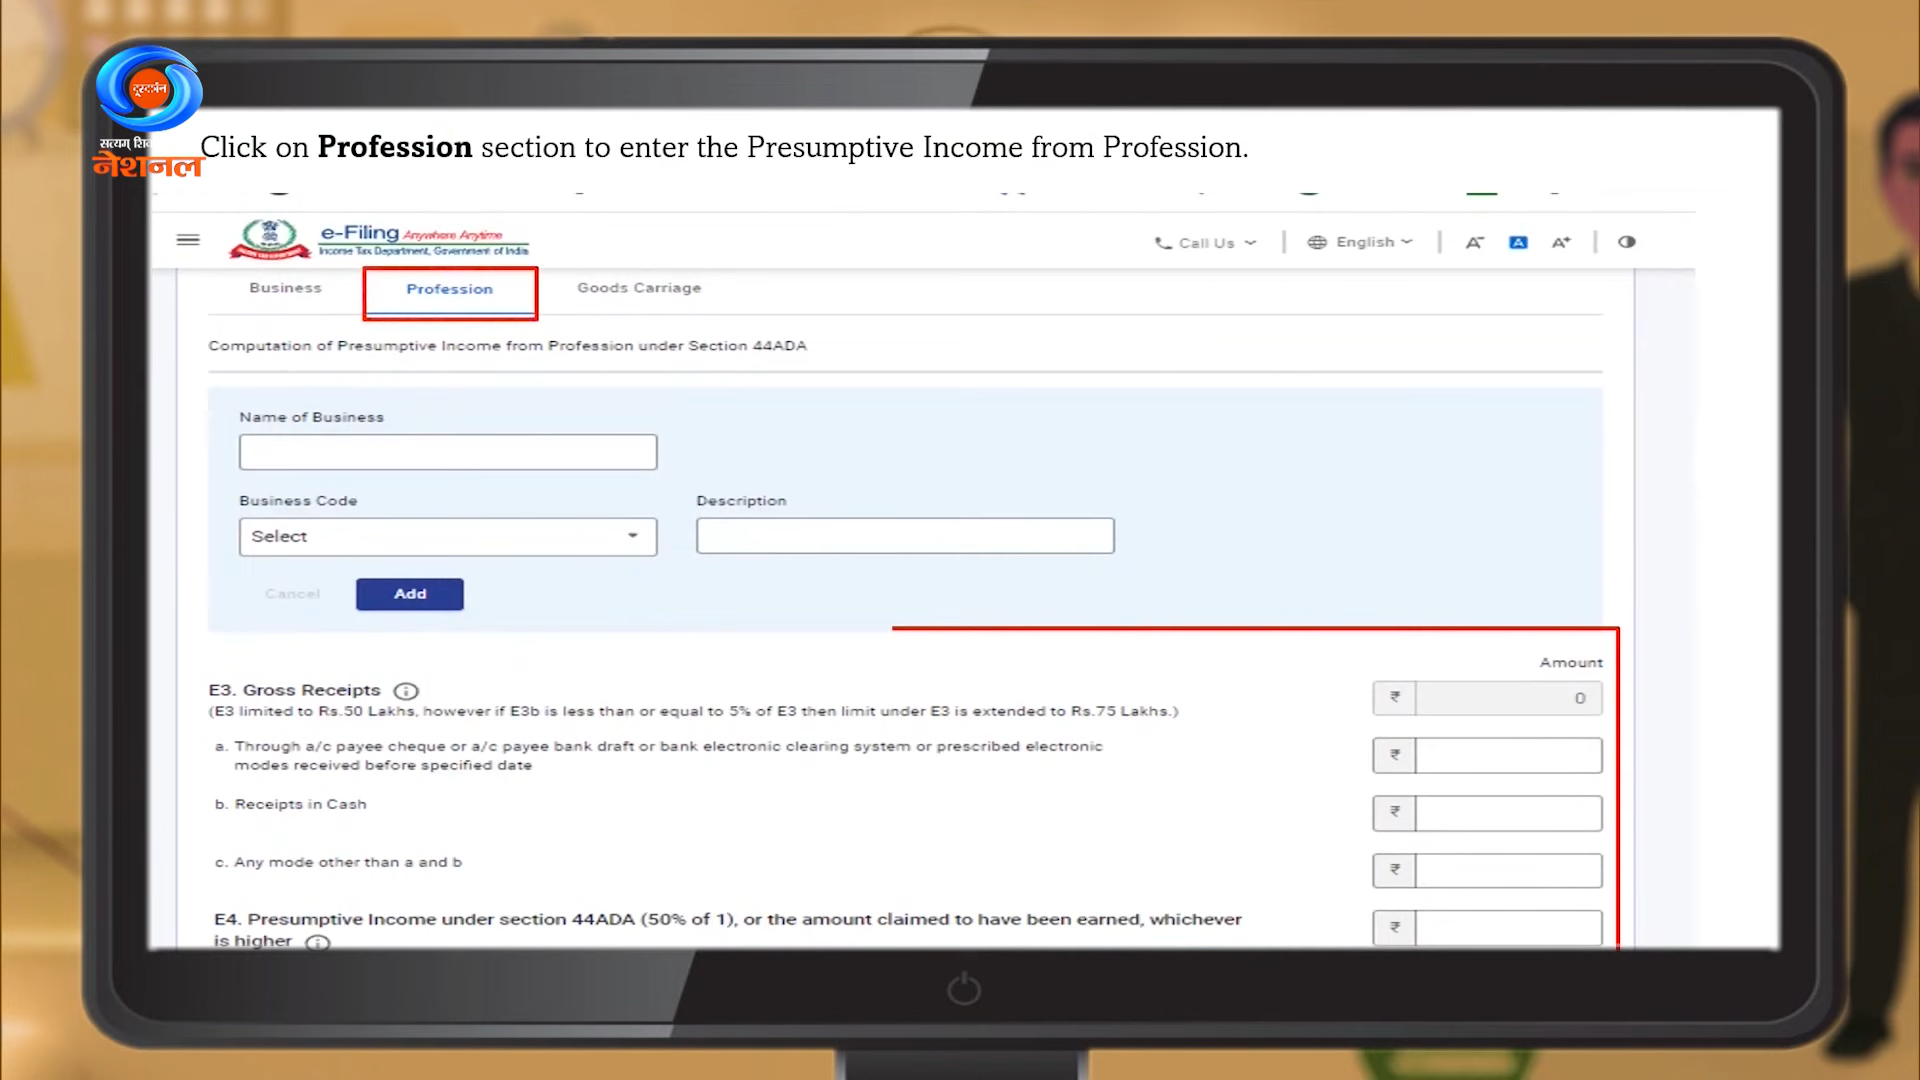 दूरदर्शन
सत्यम् शि
नेशनल
Click on Profession section to enter the Presumptive Income from Profession.
e-Filing Anywhere Anytime
Income Tax Department, Government of India
Call Us
English
A-
A
A+
Business
Profession
Goods Carriage
Computation of Presumptive Income from Profession under Section 44ADA
Name of Business
Business Code
Description
Select
Cancel
Add
Amount
E3. Gross Receipts
₹ 0
(E3 limited to Rs.50 Lakhs, however if E3b is less than or equal to 5% of E3 then limit under E3 is extended to Rs.75 Lakhs.)
a. Through a/c payee cheque or a/c payee bank draft or bank electronic clearing system or prescribed electronic
modes received before specified date
₹
b. Receipts in Cash
₹
c. Any mode other than a and b
₹
E4. Presumptive Income under section 44ADA (50% of 1), or the amount claimed to have been earned, whichever
is higher
₹